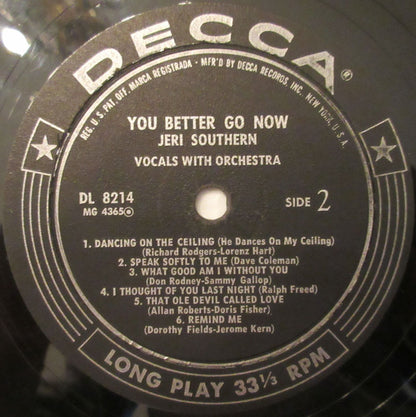 DECCA®
REG. U.S. PAT. OFF. MARCA REGISTRADA - MFR'D BY DECCA RECORDS, INC., NEW YORK, U.S.A.
YOU BETTER GO NOW
JERI SOUTHERN
VOCALS WITH ORCHESTRA
DL 8214
MG 4365
SIDE 2
1. DANCING ON THE CEILING (He Dances On My Ceiling)
(Richard Rodgers-Lorenz Hart)
2. SPEAK SOFTLY TO ME (Dave Coleman)
3. WHAT GOOD AM I WITHOUT YOU
(Don Rodney-Sammy Gallop)
4. I THOUGHT OF YOU LAST NIGHT (Ralph Freed)
5. THAT OLE DEVIL CALLED LOVE
(Allan Roberts-Doris Fisher)
6. REMIND ME
(Dorothy Fields-Jerome Kern)
LONG PLAY 33⅓ RPM